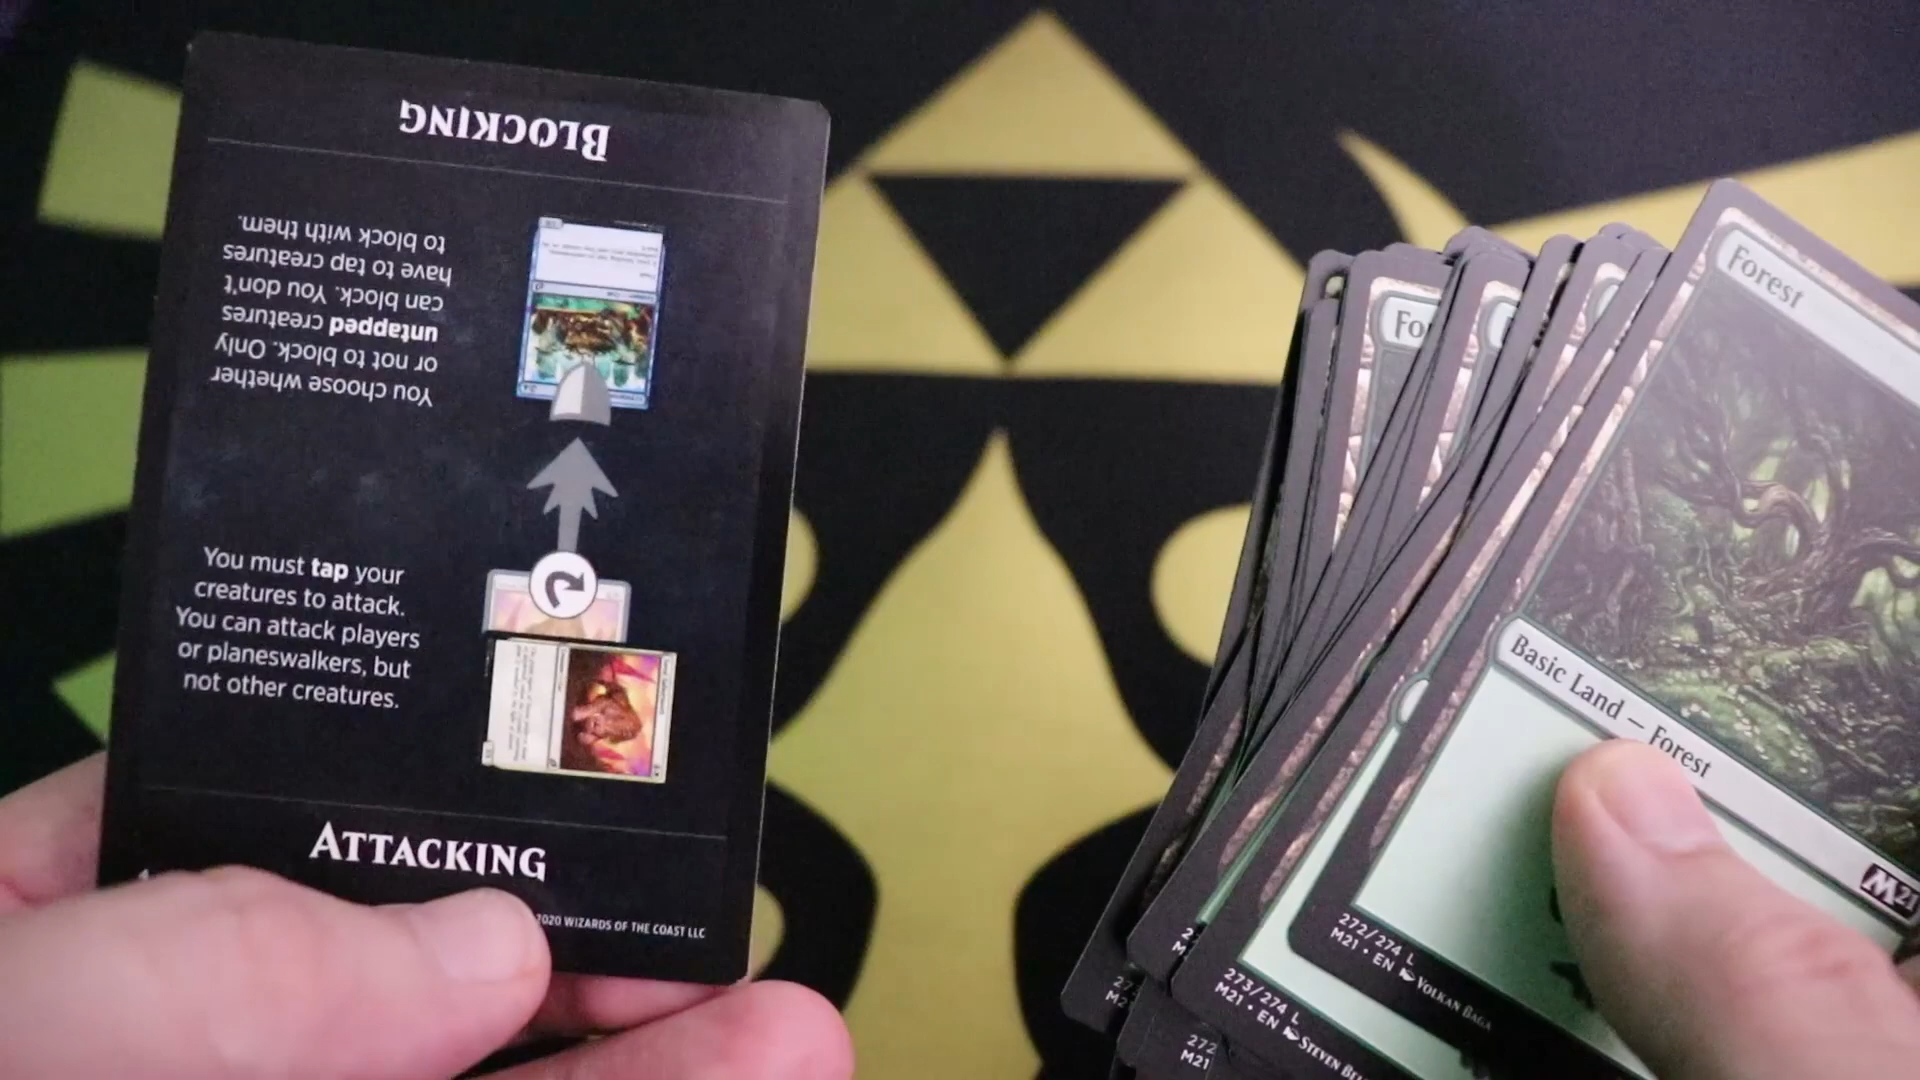 BLOCKING
You choose whether
or not to block. Only
untapped creatures
can block. You don't
have to tap creatures
to block with them.
You must tap your
creatures to attack.
You can attack players
or planeswalkers, but
not other creatures.
ATTACKING
2020 WIZARDS OF THE COAST LLC
Fo
Forest
Basic Land — Forest
M21
272/274 L
M21 • EN VOLKAN BAGA
273/274 L
M21 • EN STEVEN BEL
272
M21